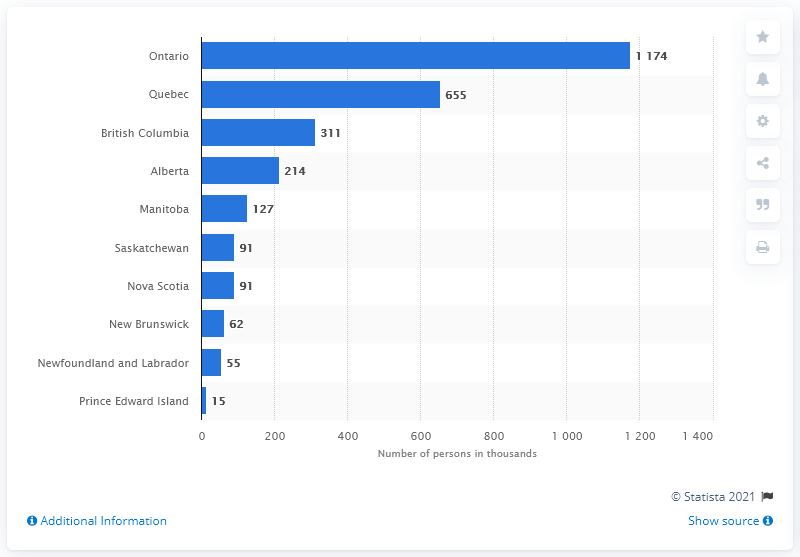 Ontario 1 174
Quebec 655
British Columbia 311
Alberta 214
Manitoba 127
Saskatchewan 91
Nova Scotia 91
New Brunswick 62
Newfoundland and Labrador 55
Prince Edward Island 15
0 200 400 600 800 1 000 1 200 1 400
Number of persons in thousands
© Statista 2021
Additional Information Show source